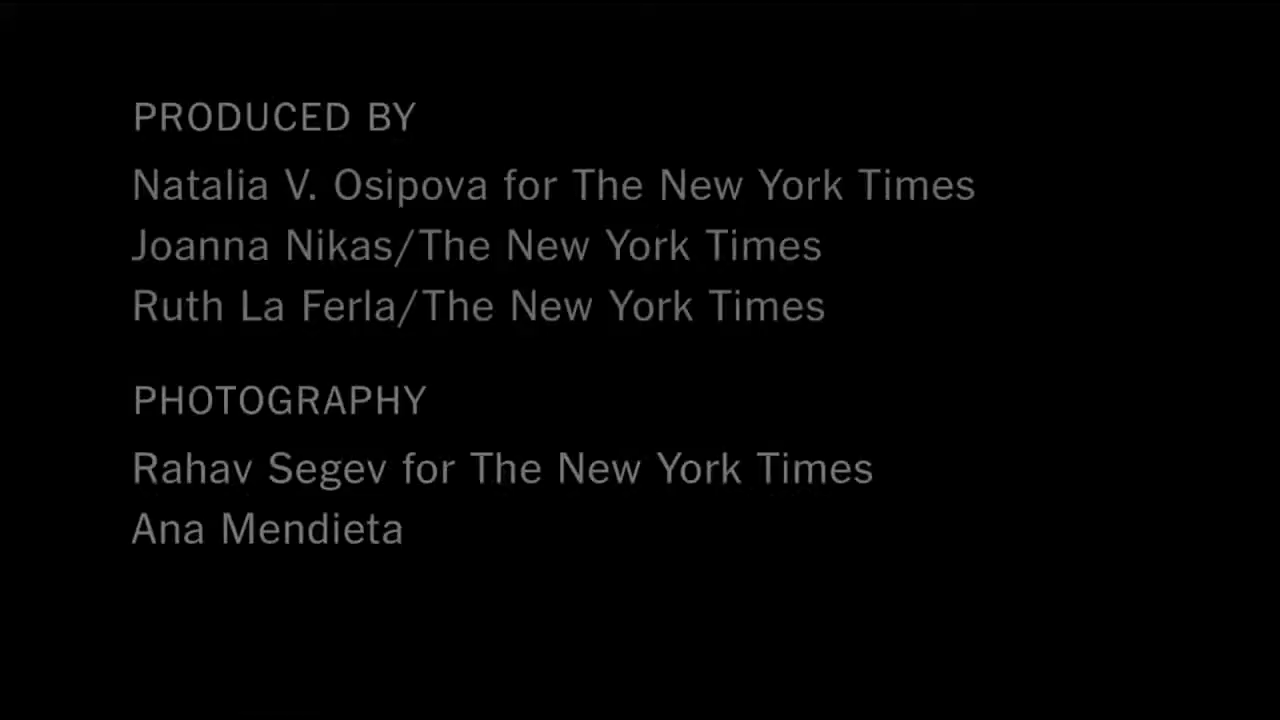 PRODUCED BY
Natalia V. Osipova for The New York Times
Joanna Nikas/The New York Times
Ruth La Ferla/The New York Times
PHOTOGRAPHY
Rahav Segev for The New York Times
Ana Mendieta